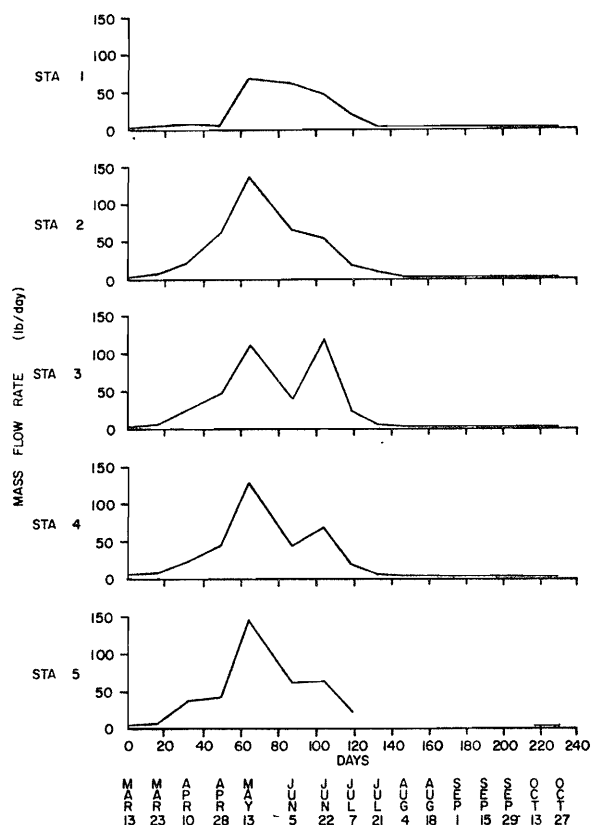 150
100
50
0
STA 1
150
100
50
0
STA 2
150
100
50
0
STA 3
150
100
50
0
STA 4
150
100
50
0
STA 5
MASS FLOW RATE (lb/day)
0 20 40 60 80 100 120 140 160 180 200 220 240
DAYS
MAR 13
MAR 23
APR 10
APR 28
MAY 13
JUN 5
JUN 22
JUL 7
JUL 21
AUG 4
AUG 18
SEP 1
SEP 15
SEP 29
OCT 13
OCT 27